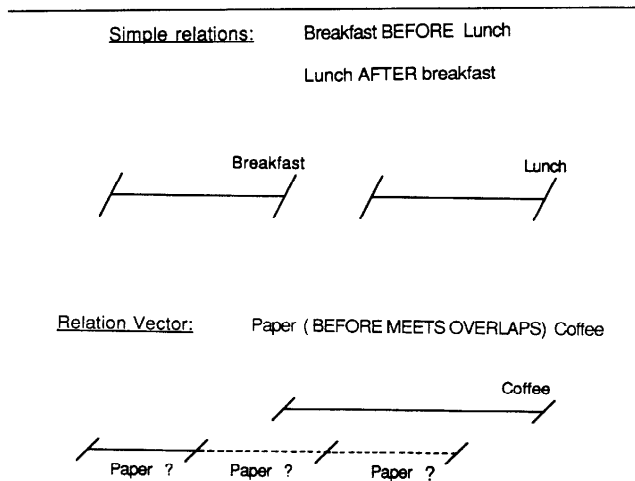 Simple relations: Breakfast BEFORE Lunch
Lunch AFTER breakfast
Breakfast
Lunch
Relation Vector: Paper ( BEFORE MEETS OVERLAPS) Coffee
Coffee
Paper ? Paper ? Paper ?